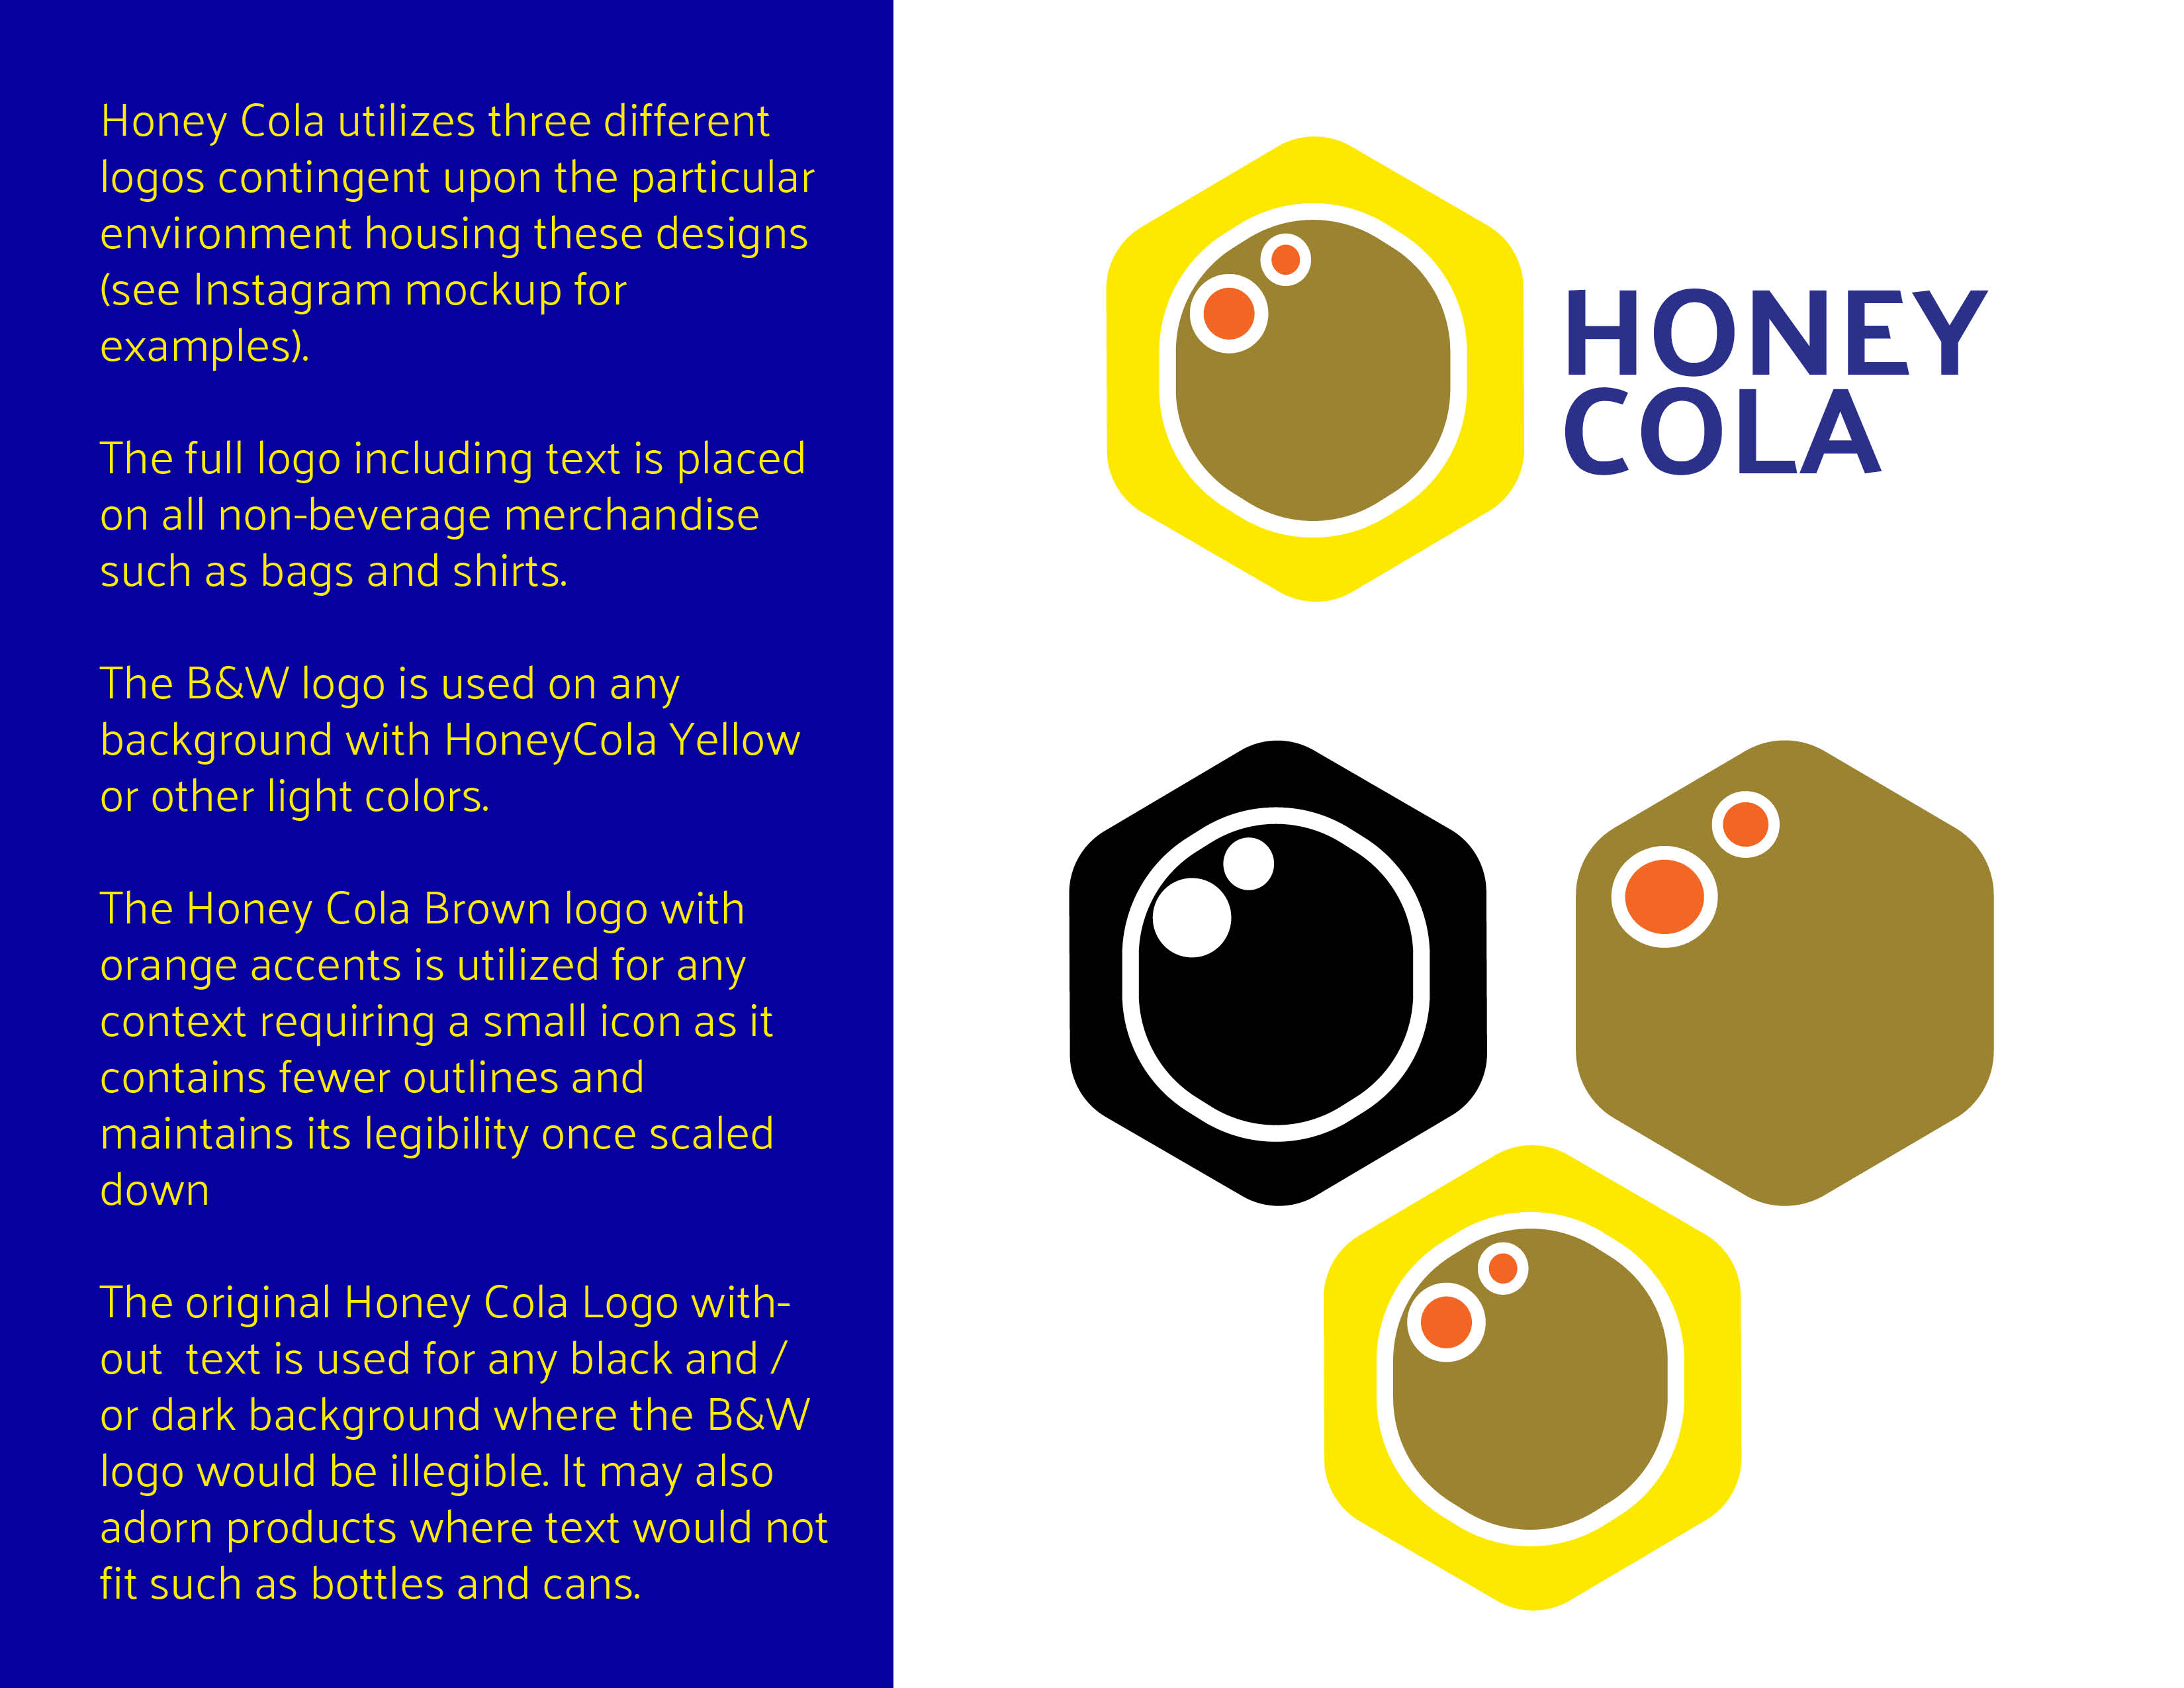 Honey Cola utilizes three different
logos contingent upon the particular
environment housing these designs
(see Instagram mockup for
examples).
The full logo including text is placed
on all non-beverage merchandise
such as bags and shirts.
The B&W logo is used on any
background with HoneyCola Yellow
or other light colors.
The Honey Cola Brown logo with
orange accents is utilized for any
context requiring a small icon as it
contains fewer outlines and
maintains its legibility once scaled
down
The original Honey Cola Logo with-
out  text is used for any black and /
or dark background where the B&W
logo would be illegible. It may also
adorn products where text would not
fit such as bottles and cans.
HONEY
COLA